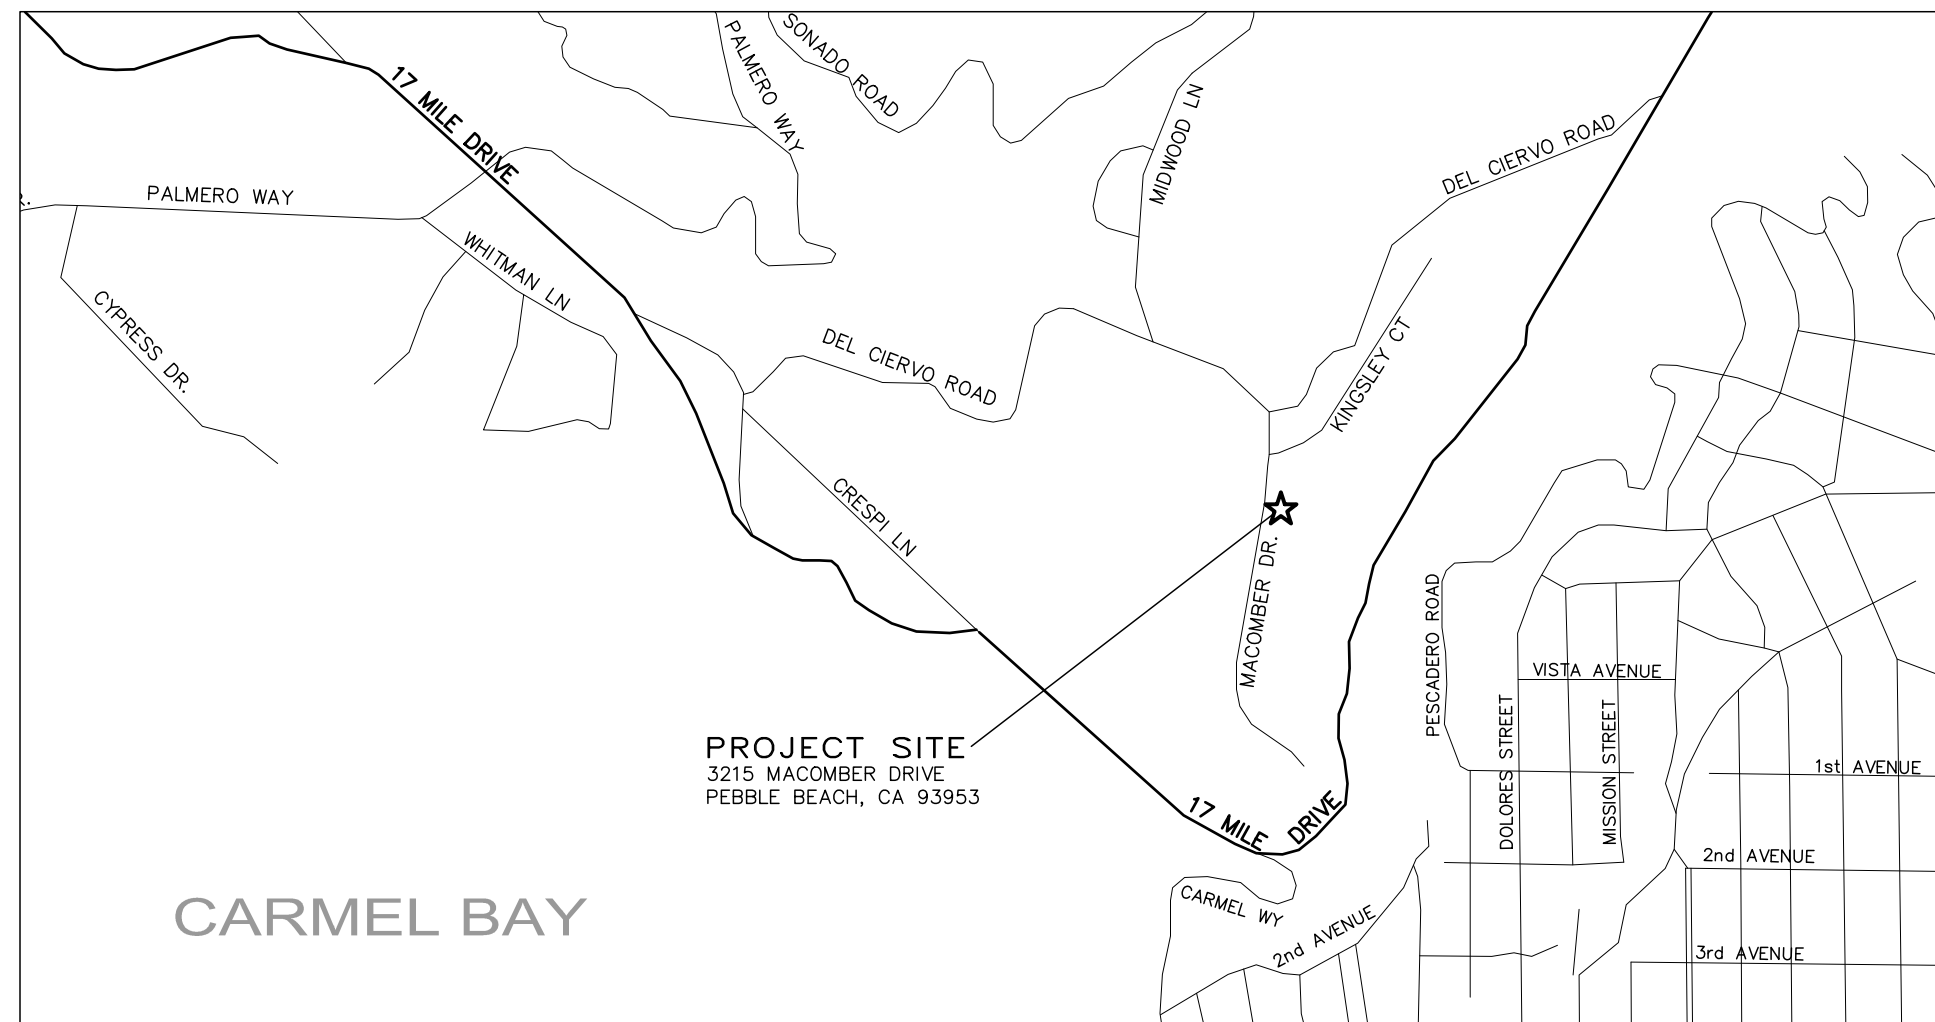 SONADO ROAD
PALMERO WAY
17 MILE DRIVE
MIDWOOD LN
DEL CIERVO ROAD
PALMERO WAY
R.
WHITMAN LN
CYPRESS DR.
DEL CIERVO ROAD
KINGSLEY CT
CRESPI LN
MACOMBER DR.
PESCADERO ROAD
VISTA AVENUE
DOLORES STREET
MISSION STREET
PROJECT SITE
3215 MACOMBER DRIVE
PEBBLE BEACH, CA 93953
1st AVENUE
17 MILE DRIVE
2nd AVENUE
CARMEL WY
CARMEL BAY
2nd AVENUE
3rd AVENUE